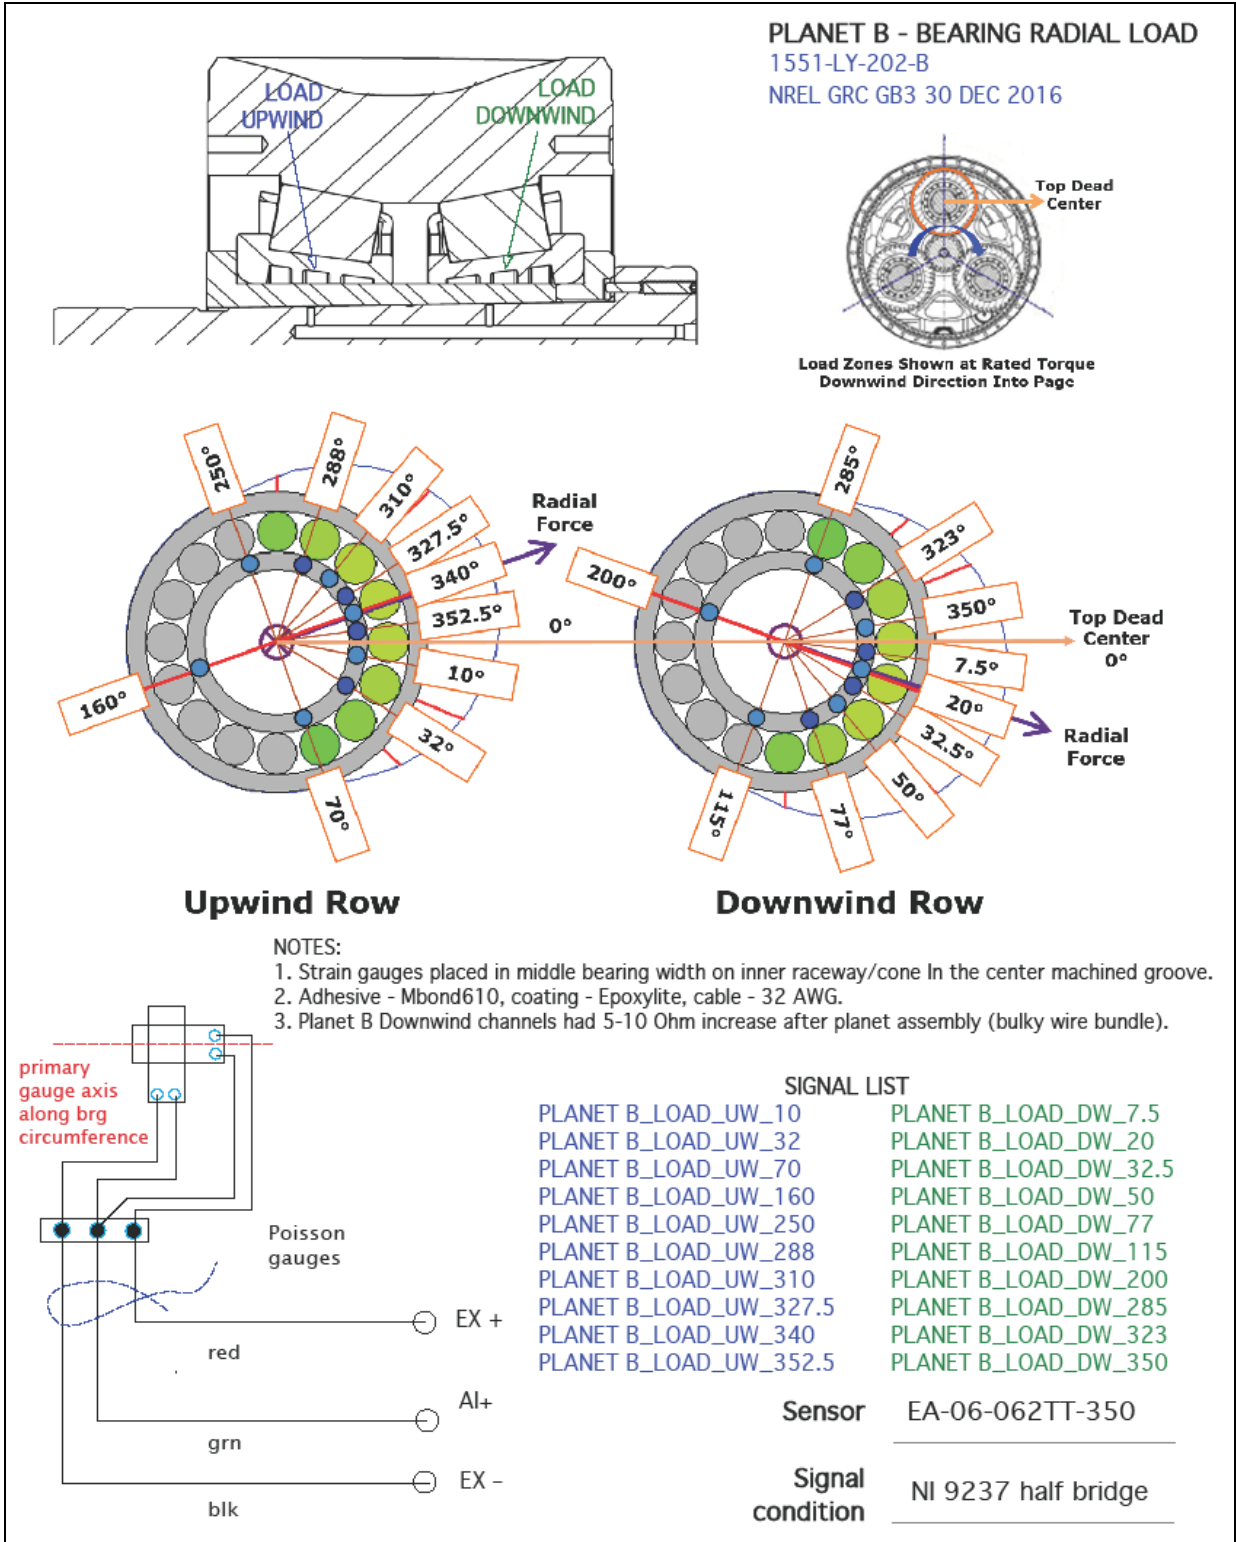 PLANET B - BEARING RADIAL LOAD
1551-LY-202-B
NREL GRC GB3 30 DEC 2016
LOAD
UPWIND
LOAD
DOWNWIND
Top Dead
Center
Load Zones Shown at Rated Torque
Downwind Direction Into Page
250°
288°
310°
327.5°
340°
352.5°
10°
32°
70°
160°
Radial
Force
0°
285°
323°
350°
7.5°
20°
32.5°
50°
77°
115°
200°
Top Dead
Center
0°
Radial
Force
Upwind Row
Downwind Row
NOTES:
1. Strain gauges placed in middle bearing width on inner raceway/cone In the center machined groove.
2. Adhesive - Mbond610, coating - Epoxylite, cable - 32 AWG.
3. Planet B Downwind channels had 5-10 Ohm increase after planet assembly (bulky wire bundle).
primary
gauge axis
along brg
circumference
Poisson
gauges
EX +
red
AI+
grn
EX -
blk
SIGNAL LIST
PLANET B_LOAD_UW_10
PLANET B_LOAD_UW_32
PLANET B_LOAD_UW_70
PLANET B_LOAD_UW_160
PLANET B_LOAD_UW_250
PLANET B_LOAD_UW_288
PLANET B_LOAD_UW_310
PLANET B_LOAD_UW_327.5
PLANET B_LOAD_UW_340
PLANET B_LOAD_UW_352.5
PLANET B_LOAD_DW_7.5
PLANET B_LOAD_DW_20
PLANET B_LOAD_DW_32.5
PLANET B_LOAD_DW_50
PLANET B_LOAD_DW_77
PLANET B_LOAD_DW_115
PLANET B_LOAD_DW_200
PLANET B_LOAD_DW_285
PLANET B_LOAD_DW_323
PLANET B_LOAD_DW_350
Sensor EA-06-062TT-350
Signal
condition NI 9237 half bridge